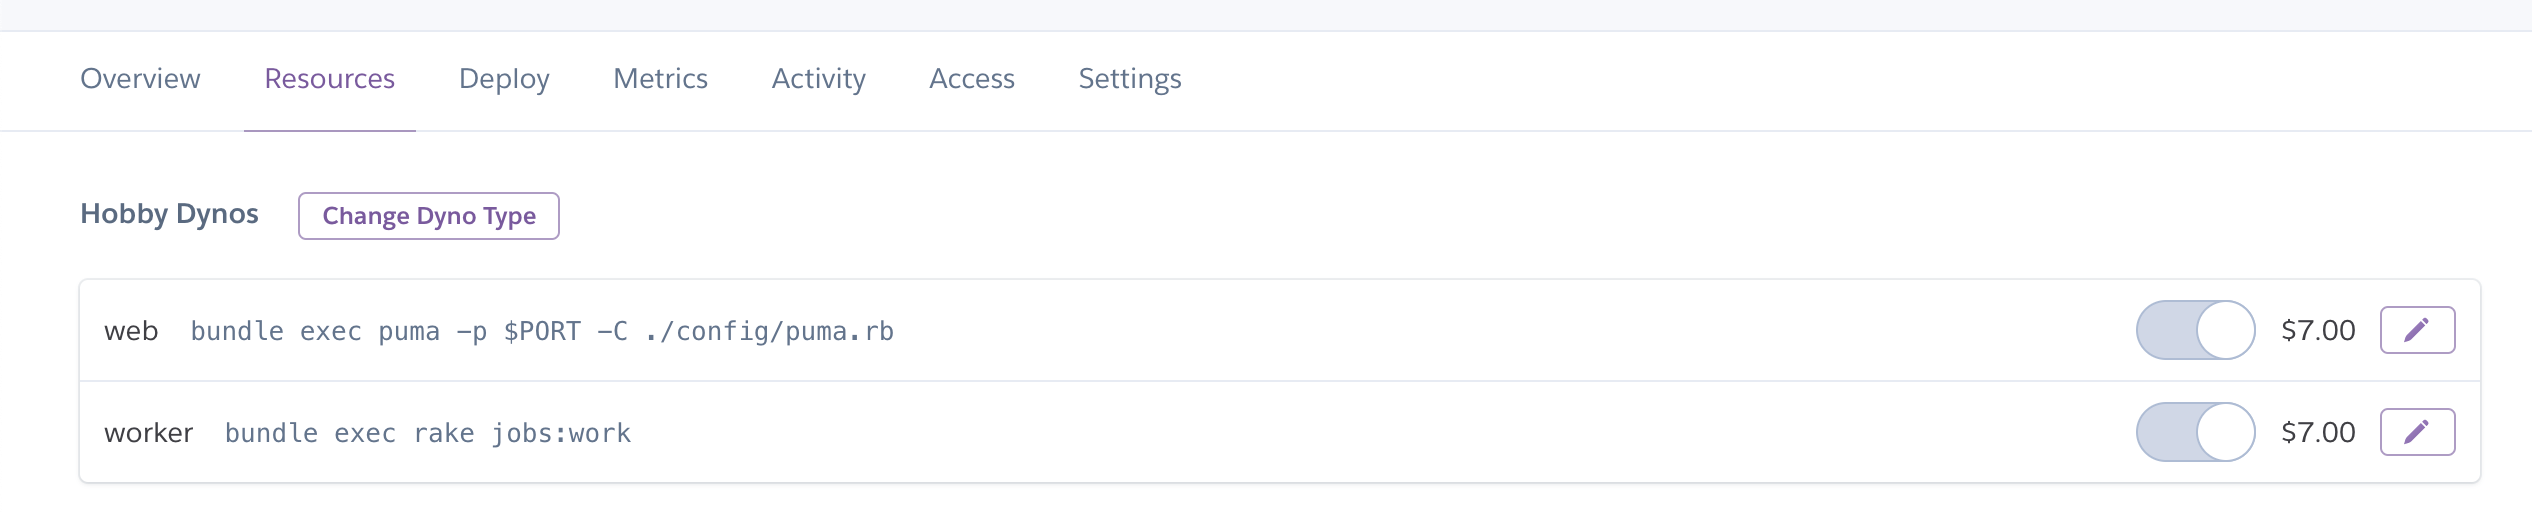 Overview Resources Deploy Metrics Activity Access Settings
Hobby Dynos Change Dyno Type
web bundle exec puma -p $PORT -C ./config/puma.rb $7.00
worker bundle exec rake jobs:work $7.00